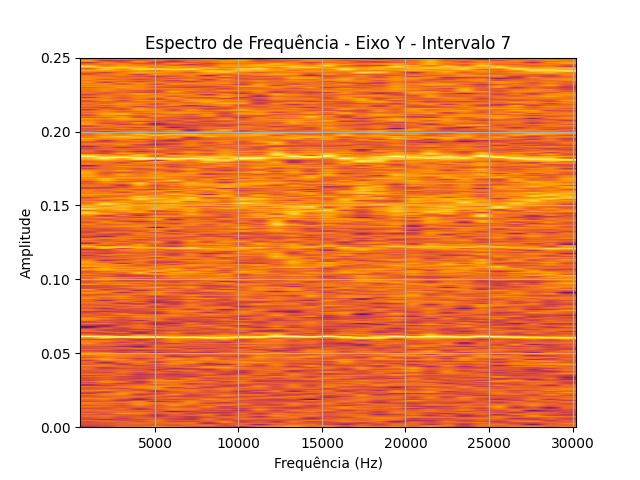 Espectro de Frequência - Eixo Y - Intervalo 7
0.25
0.20
0.15
0.10
0.05
0.00
Amplitude
5000 10000 15000 20000 25000 30000
Frequência (Hz)